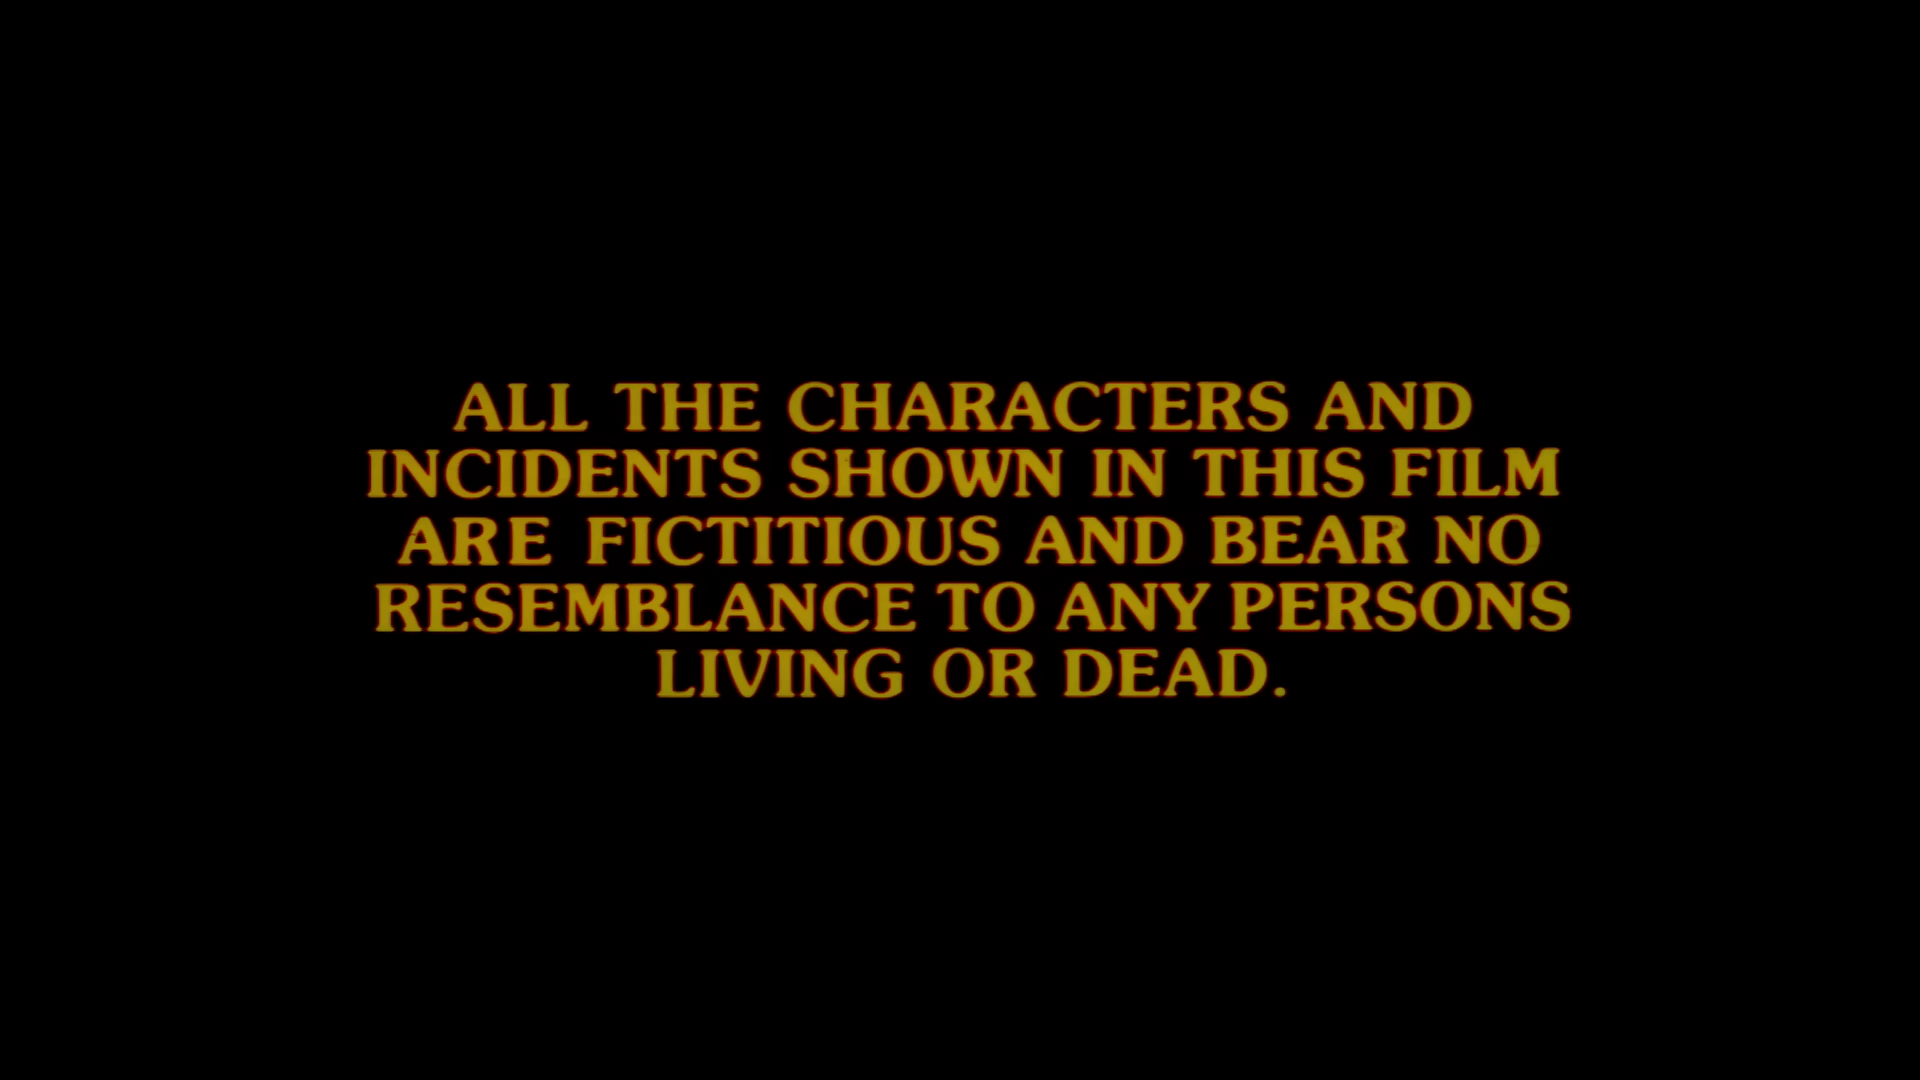 ALL THE CHARACTERS AND
INCIDENTS SHOWN IN THIS FILM
ARE FICTITIOUS AND BEAR NO
RESEMBLANCE TO ANY PERSONS
LIVING OR DEAD.